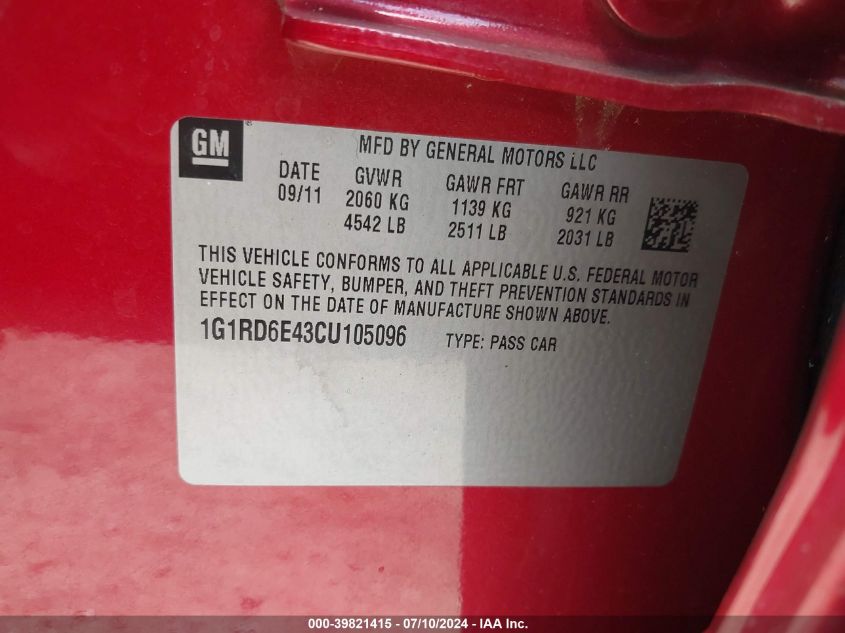 GM
MFD BY GENERAL MOTORS LLC
DATE GVWR GAWR FRT GAWR RR
09/11 2060 KG 1139 KG 921 KG
4542 LB 2511 LB 2031 LB
THIS VEHICLE CONFORMS TO ALL APPLICABLE U.S. FEDERAL MOTOR
VEHICLE SAFETY, BUMPER, AND THEFT PREVENTION STANDARDS IN
EFFECT ON THE DATE OF MANUFACTURE SHOWN ABOVE.
1G1RD6E43CU105096 TYPE: PASS CAR
000-39821415 - 07/10/2024 - IAA Inc.